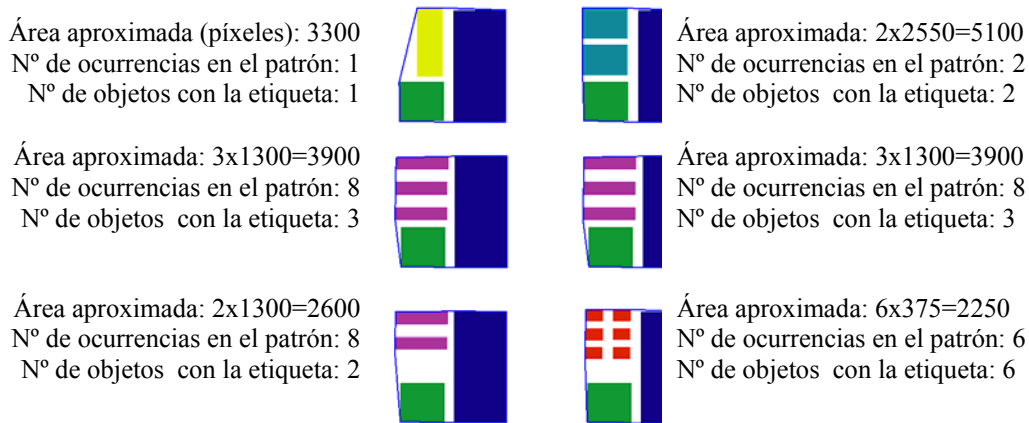 Área aproximada (píxeles): 3300
Nº de ocurrencias en el patrón: 1
Nº de objetos con la etiqueta: 1
Área aproximada: 2x2550=5100
Nº de ocurrencias en el patrón: 2
Nº de objetos con la etiqueta: 2
Área aproximada: 3x1300=3900
Nº de ocurrencias en el patrón: 8
Nº de objetos con la etiqueta: 3
Área aproximada: 3x1300=3900
Nº de ocurrencias en el patrón: 8
Nº de objetos con la etiqueta: 3
Área aproximada: 2x1300=2600
Nº de ocurrencias en el patrón: 8
Nº de objetos con la etiqueta: 2
Área aproximada: 6x375=2250
Nº de ocurrencias en el patrón: 6
Nº de objetos con la etiqueta: 6